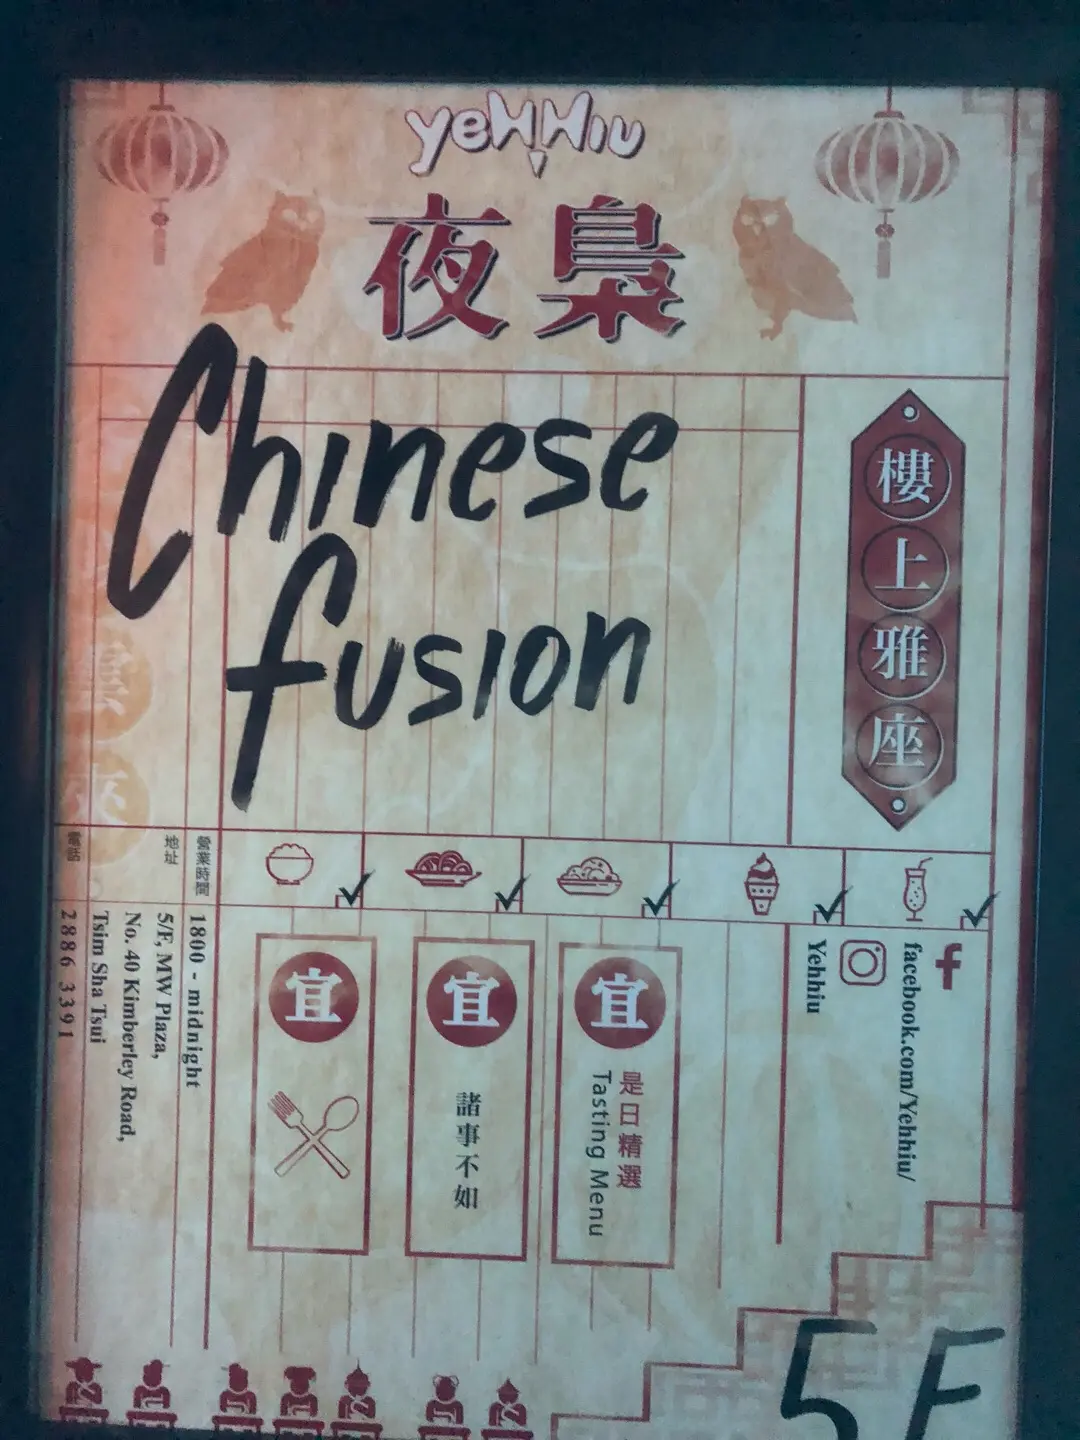 yeHHiu
夜梟
Chinese
fusion
樓上雅座
營業時間
1800 - midnight
地址
5/F, MW Plaza,
No. 40 Kimberley Road,
Tsim Sha Tsui
電話
2886 3391
宜
宜
諸事不如
宜
是日精選
Tasting Menu
facebook.com/Yehhiu/
Yehhiu
5F